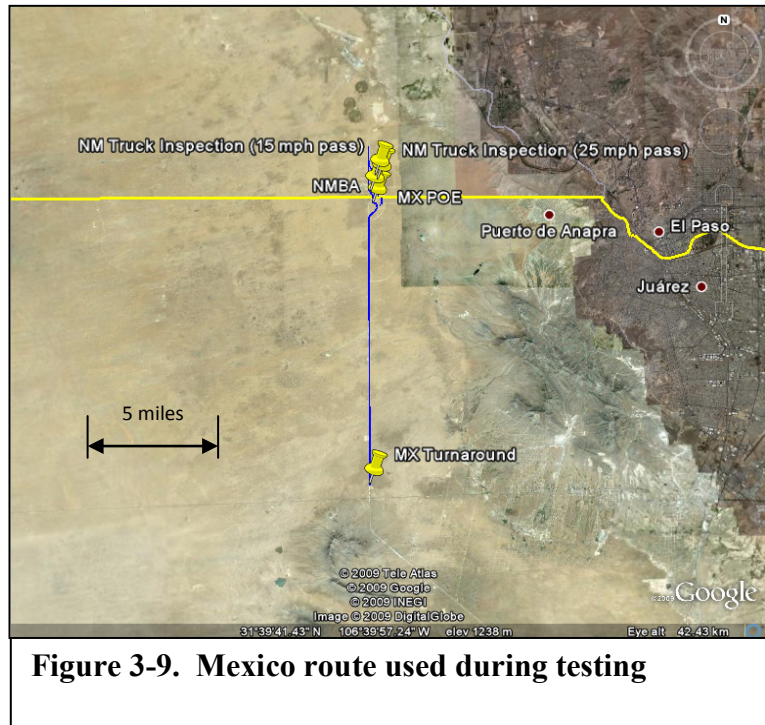 N
NM Truck Inspection (15 mph pass)
NM Truck Inspection (25 mph pass)
NMBA
MX POE
Puerto de Anapra
El Paso
Juárez
5 miles
MX Turnaround
© 2009 Tele Atlas
© 2009 Google
© 2009 INEGI
Image © 2009 DigitalGlobe
©2009 Google
31°39'41.43" N 106°39'57.24" W elev 1238 m Eye alt 42.43 km
Figure 3-9. Mexico route used during testing